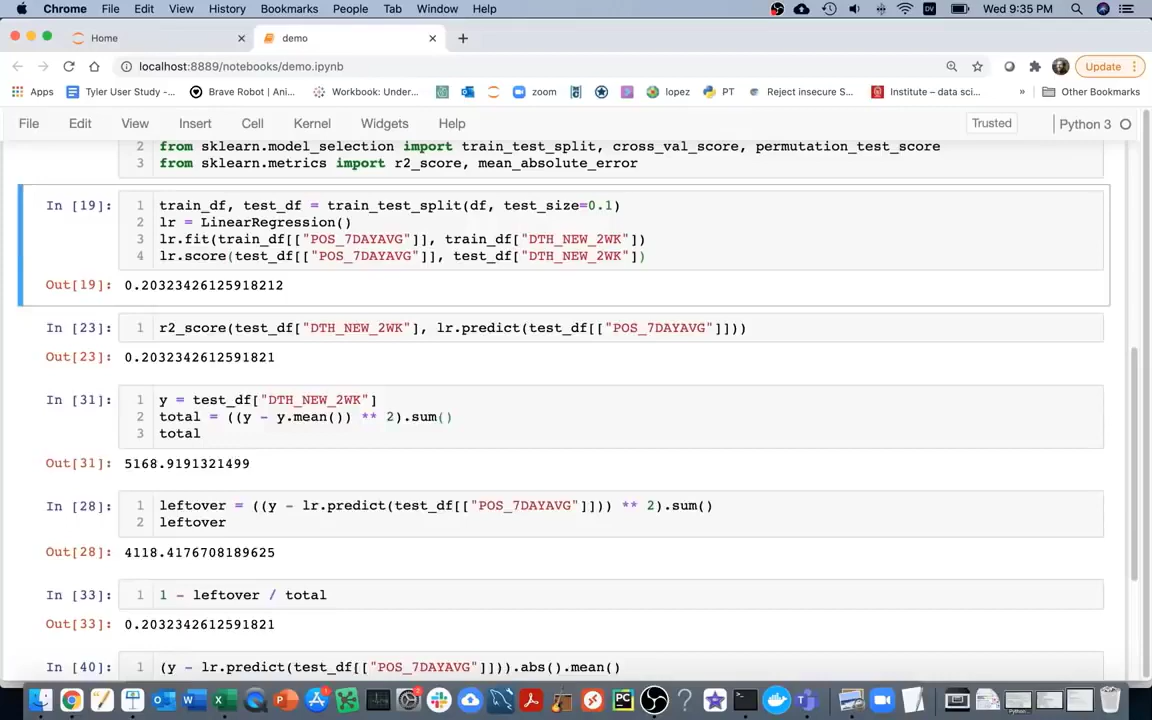 Chrome File Edit View History Bookmarks People Tab Window Help Wed 9:35 PM
Home demo
localhost:8889/notebooks/demo.ipynb Update
Apps Tyler User Study -... Brave Robot | Ani... Workbook: Under... zoom lopez PT Reject insecure S... Institute – data sci... » Other Bookmarks
File Edit View Insert Cell Kernel Widgets Help Trusted Python 3
2 from sklearn.model_selection import train_test_split, cross_val_score, permutation_test_score
3 from sklearn.metrics import r2_score, mean_absolute_error
In [19]: 1 train_df, test_df = train_test_split(df, test_size=0.1)
2 lr = LinearRegression()
3 lr.fit(train_df[["POS_7DAYAVG"]], train_df["DTH_NEW_2WK"])
4 lr.score(test_df[["POS_7DAYAVG"]], test_df["DTH_NEW_2WK"])
Out[19]: 0.20323426125918212
In [23]: 1 r2_score(test_df["DTH_NEW_2WK"], lr.predict(test_df[["POS_7DAYAVG"]]))
Out[23]: 0.2032342612591821
In [31]: 1 y = test_df["DTH_NEW_2WK"]
2 total = ((y - y.mean()) ** 2).sum()
3 total
Out[31]: 5168.9191321499
In [28]: 1 leftover = ((y - lr.predict(test_df[["POS_7DAYAVG"]])) ** 2).sum()
2 leftover
Out[28]: 4118.4176708189625
In [33]: 1 1 - leftover / total
Out[33]: 0.2032342612591821
In [40]: 1 (y - lr.predict(test_df[["POS_7DAYAVG"]])).abs().mean()